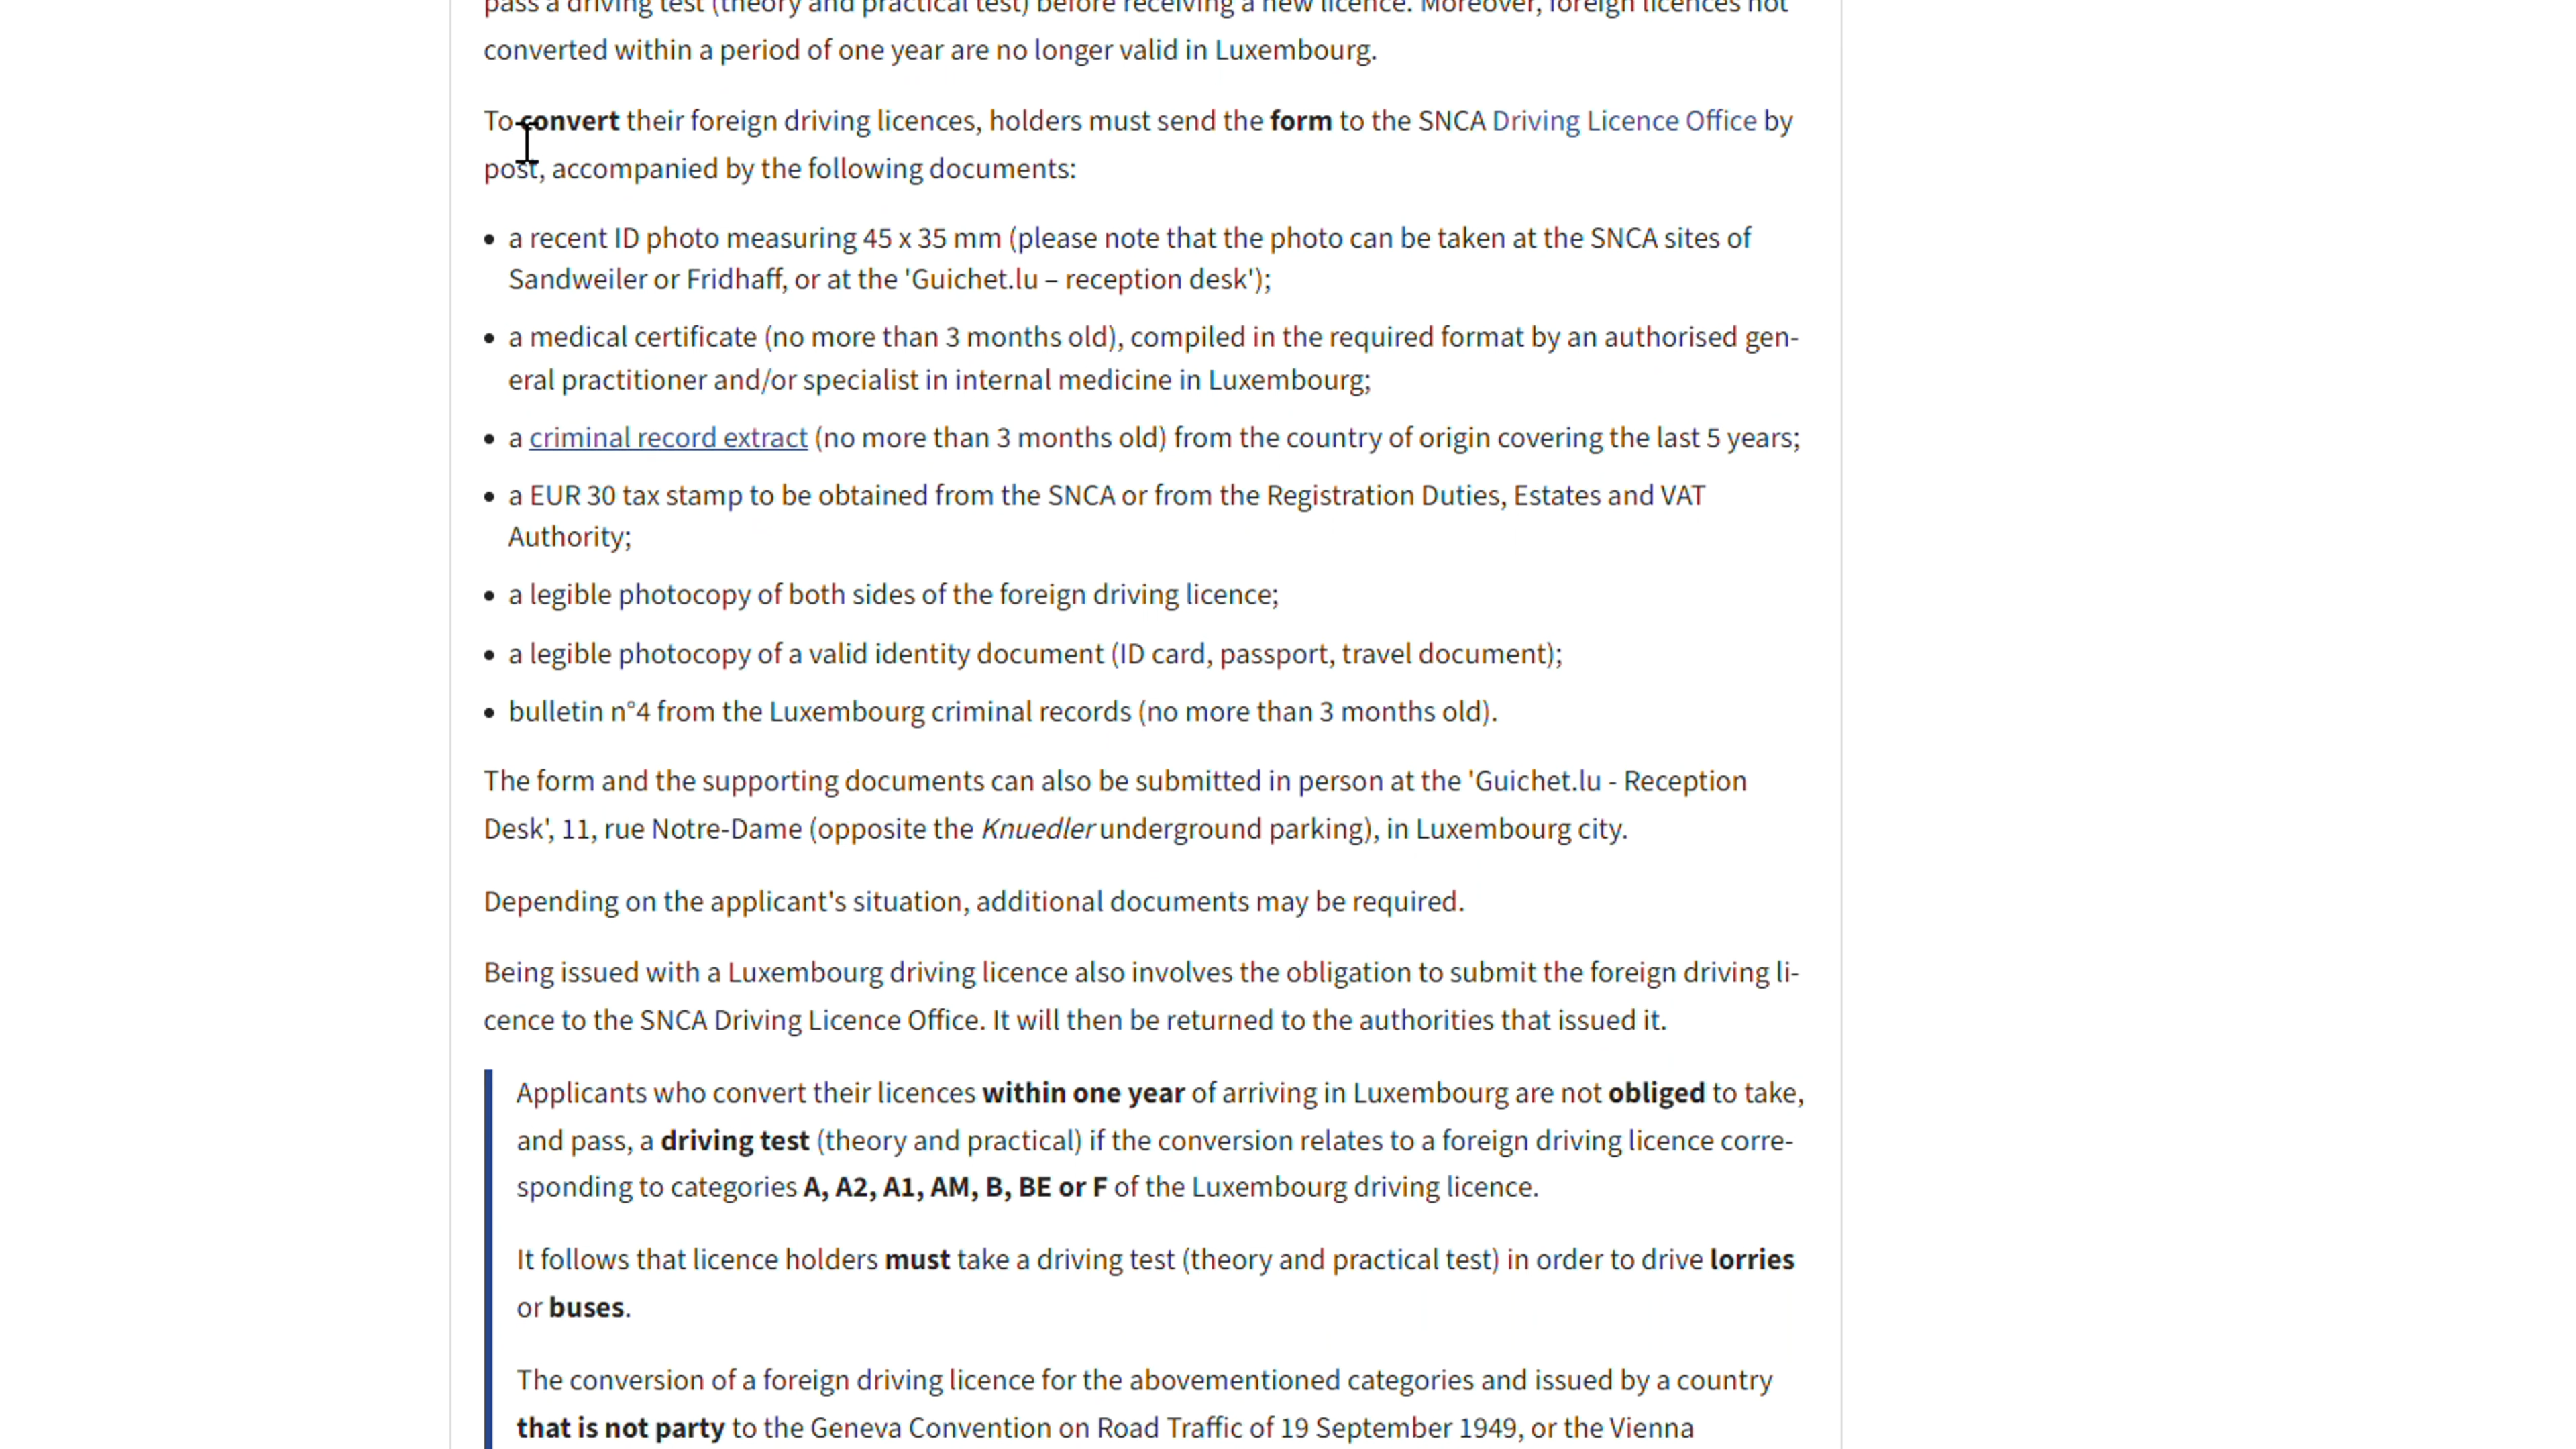 pass a driving test (theory and practical test) before receiving a new licence. Moreover, foreign licences not
converted within a period of one year are no longer valid in Luxembourg.
To convert their foreign driving licences, holders must send the form to the SNCA Driving Licence Office by
post, accompanied by the following documents:
• a recent ID photo measuring 45 x 35 mm (please note that the photo can be taken at the SNCA sites of
Sandweiler or Fridhaff, or at the 'Guichet.lu – reception desk');
• a medical certificate (no more than 3 months old), compiled in the required format by an authorised gen-
eral practitioner and/or specialist in internal medicine in Luxembourg;
• a criminal record extract (no more than 3 months old) from the country of origin covering the last 5 years;
• a EUR 30 tax stamp to be obtained from the SNCA or from the Registration Duties, Estates and VAT
Authority;
• a legible photocopy of both sides of the foreign driving licence;
• a legible photocopy of a valid identity document (ID card, passport, travel document);
• bulletin n°4 from the Luxembourg criminal records (no more than 3 months old).
The form and the supporting documents can also be submitted in person at the 'Guichet.lu - Reception
Desk', 11, rue Notre-Dame (opposite the Knuedler underground parking), in Luxembourg city.
Depending on the applicant's situation, additional documents may be required.
Being issued with a Luxembourg driving licence also involves the obligation to submit the foreign driving li-
cence to the SNCA Driving Licence Office. It will then be returned to the authorities that issued it.
Applicants who convert their licences within one year of arriving in Luxembourg are not obliged to take,
and pass, a driving test (theory and practical) if the conversion relates to a foreign driving licence corre-
sponding to categories A, A2, A1, AM, B, BE or F of the Luxembourg driving licence.
It follows that licence holders must take a driving test (theory and practical test) in order to drive lorries
or buses.
The conversion of a foreign driving licence for the abovementioned categories and issued by a country
that is not party to the Geneva Convention on Road Traffic of 19 September 1949, or the Vienna